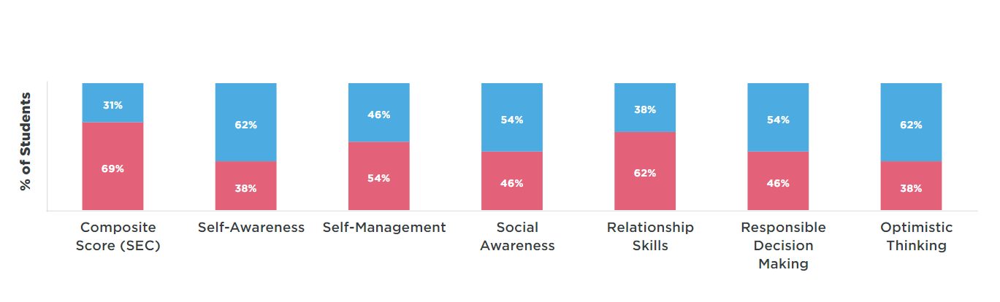 % of Students
31%
69%
62%
38%
46%
54%
54%
46%
38%
62%
54%
46%
62%
38%
Composite
Score (SEC)
Self-Awareness
Self-Management
Social
Awareness
Relationship
Skills
Responsible
Decision
Making
Optimistic
Thinking